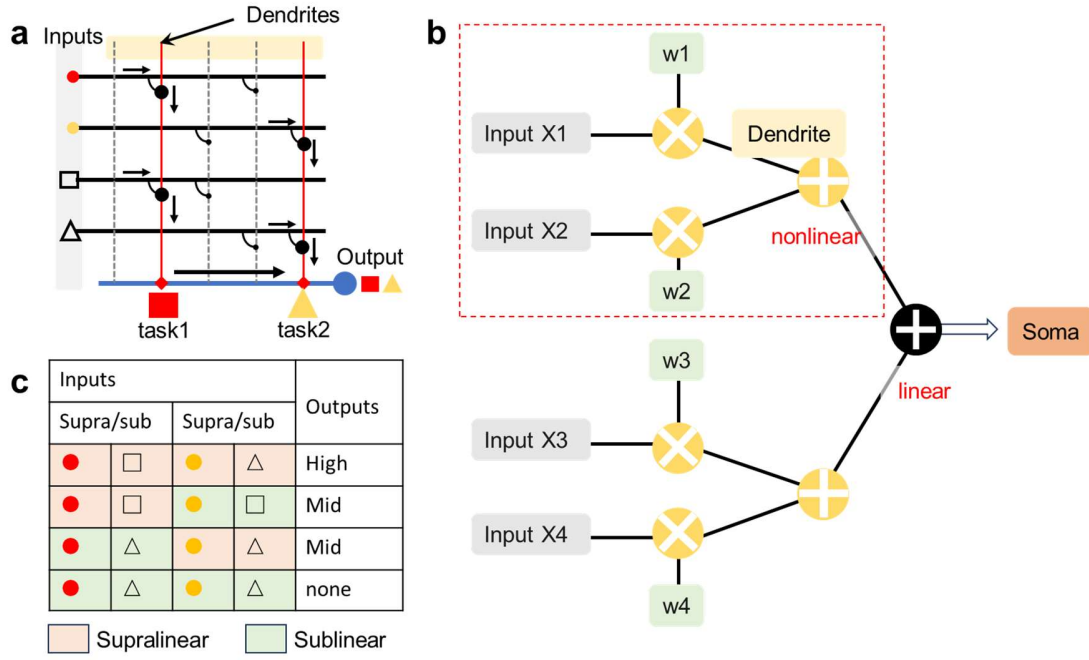 a
Dendrites
Inputs
Output
task1
task2
b
w1
Input X1
Dendrite
Input X2
nonlinear
w2
Soma
w3
linear
Input X3
Input X4
w4
c
Inputs
Outputs
Supra/sub Supra/sub
High
Mid
Mid
none
Supralinear Sublinear